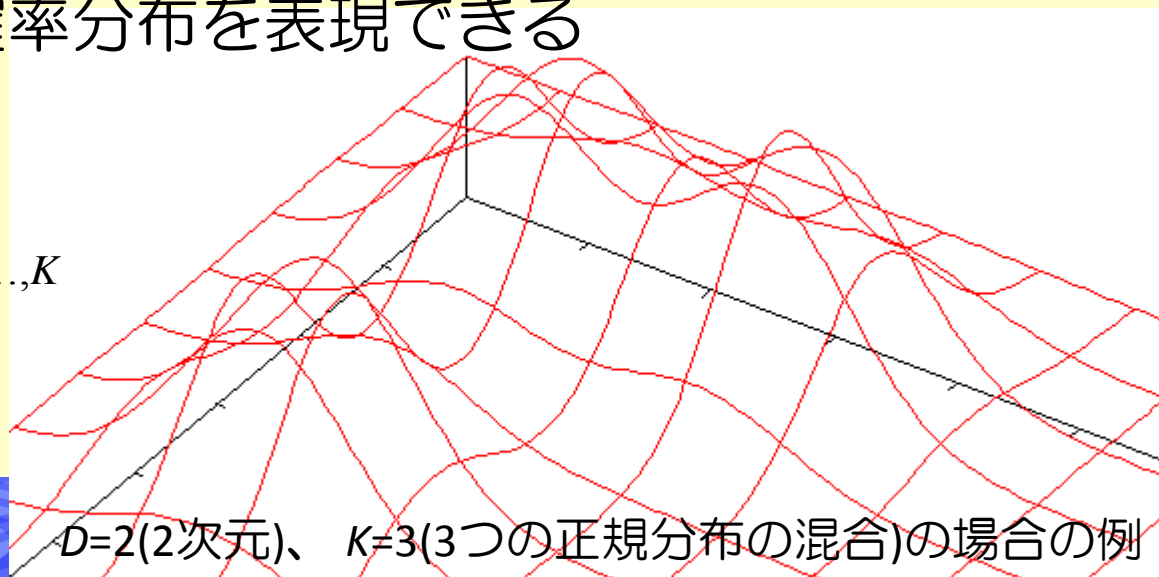 率分布を表現できる
..,K
D=2(2次元)、 K=3(3つの正規分布の混合)の場合の例